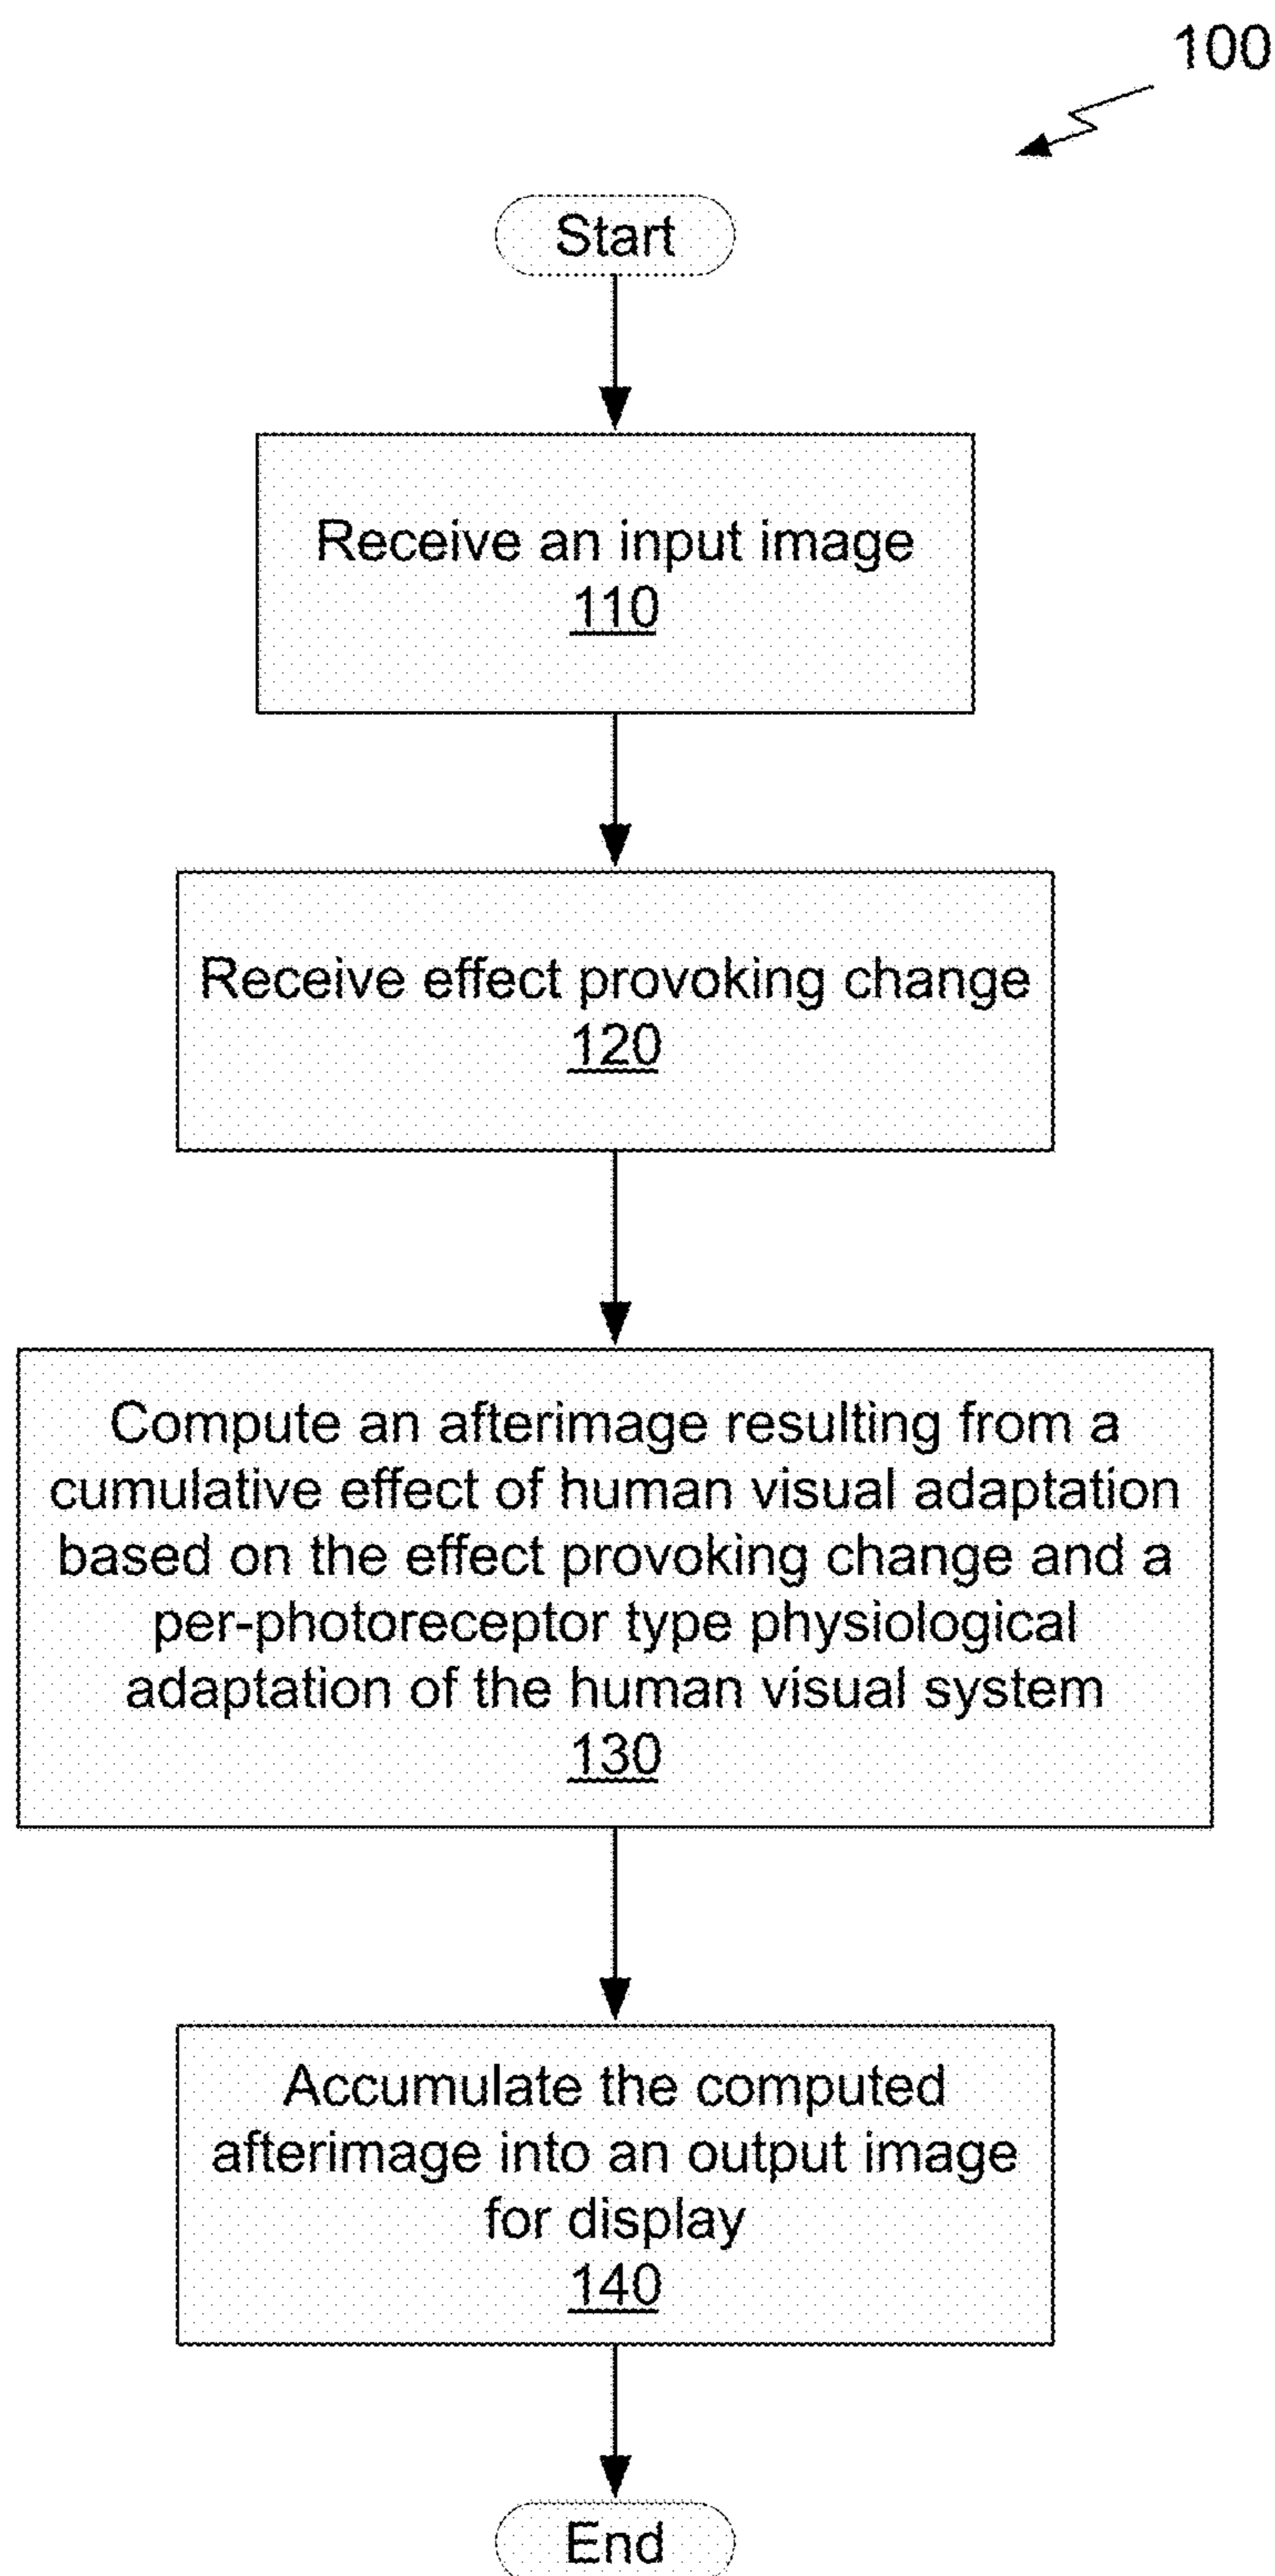 100
Start
Receive an input image
110
Receive effect provoking change
120
Compute an afterimage resulting from a
cumulative effect of human visual adaptation
based on the effect provoking change and a
per-photoreceptor type physiological
adaptation of the human visual system
130
Accumulate the computed
afterimage into an output image
for display
140
End